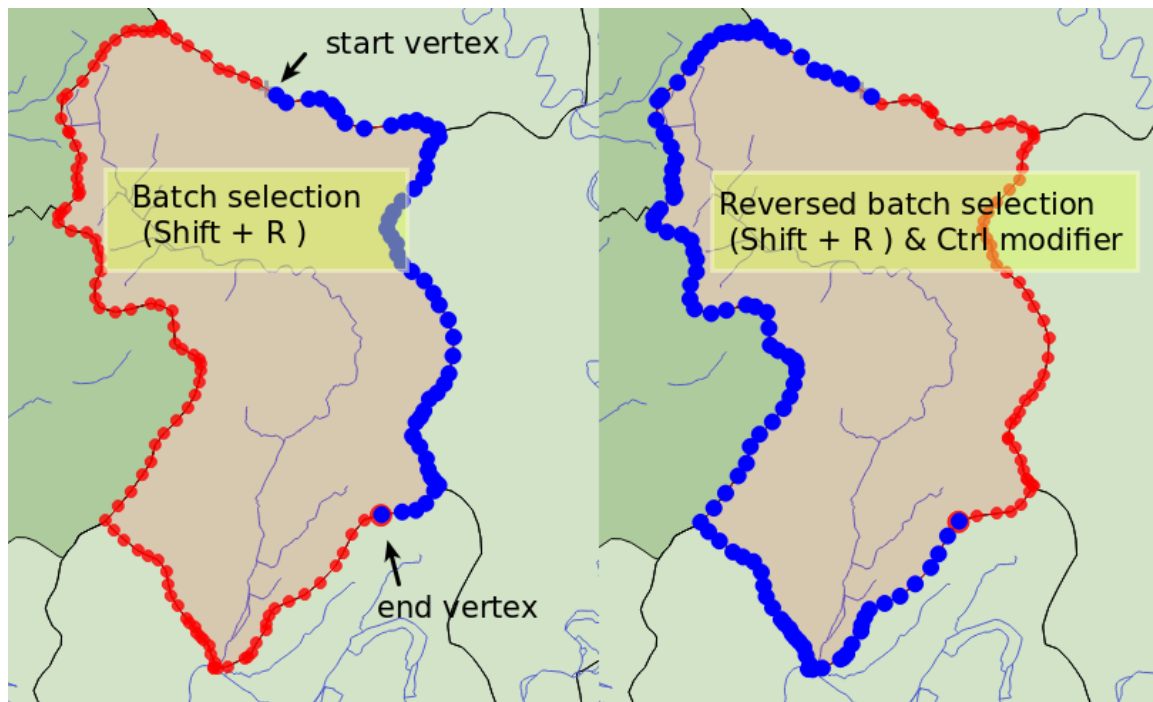 start vertex
Batch selection
(Shift + R )
end vertex
Reversed batch selection
(Shift + R ) & Ctrl modifier